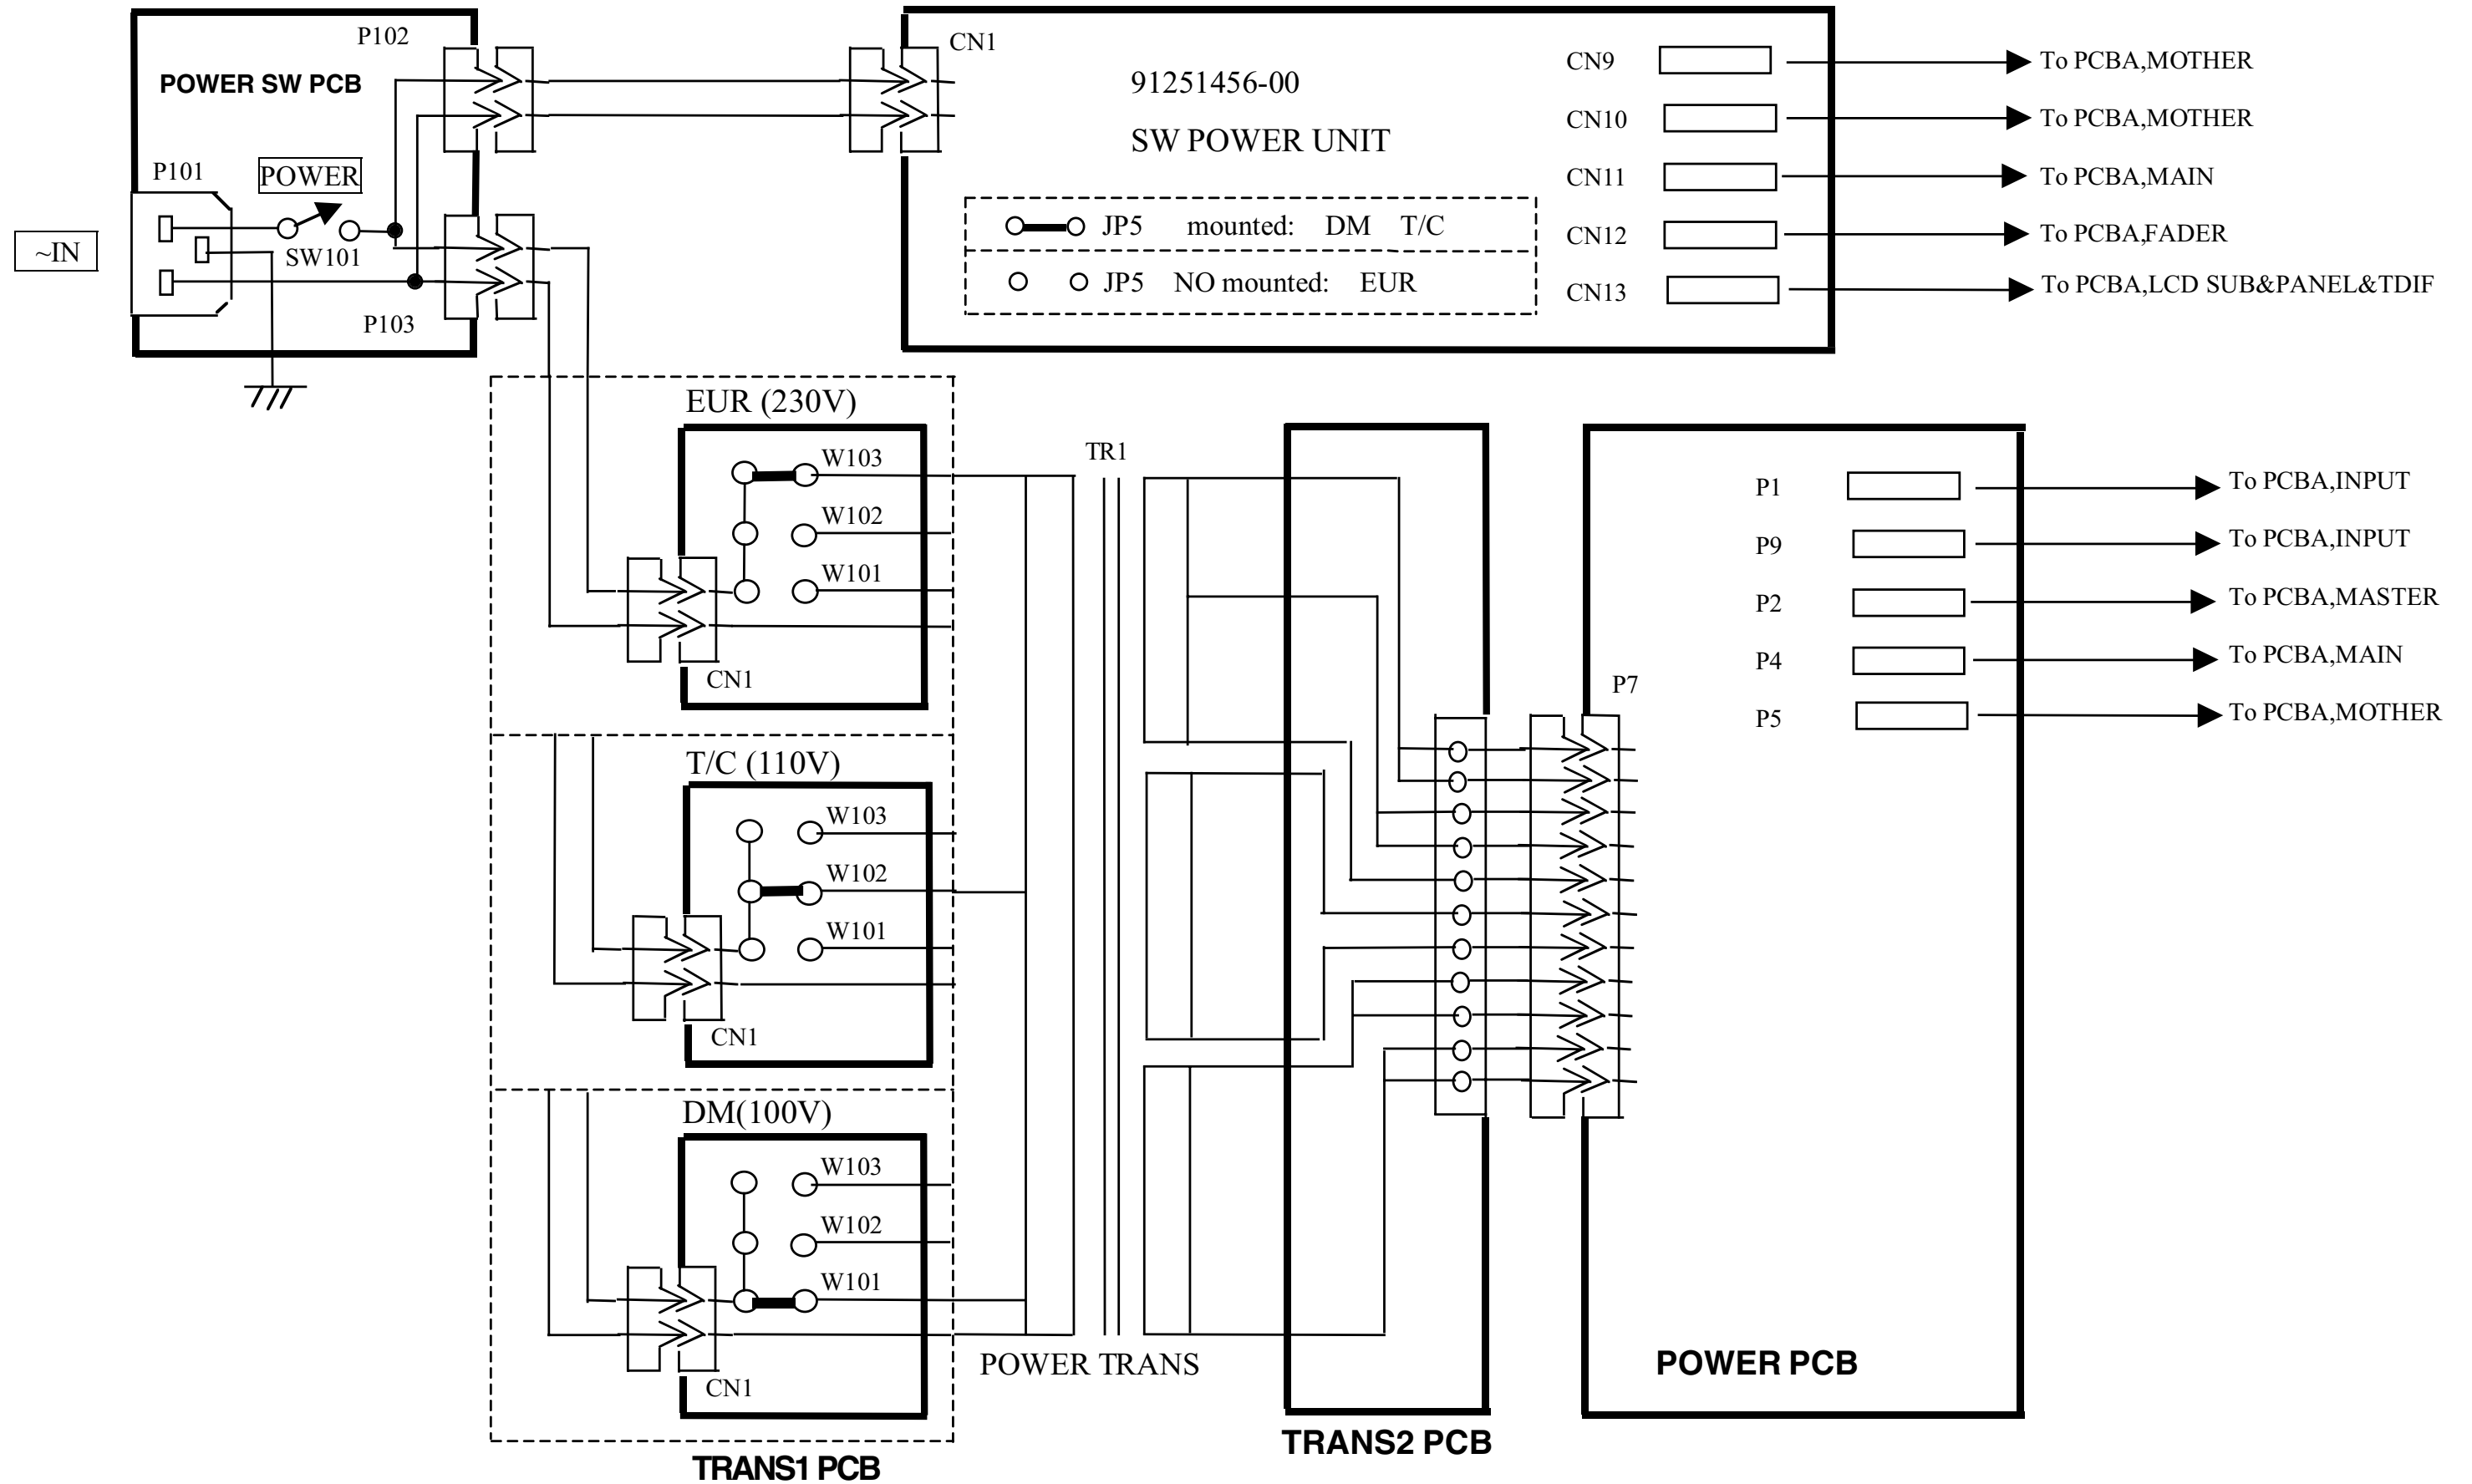 P102
POWER SW PCB
P101
POWER
~IN
SW101
P103
CN1
91251456-00
SW POWER UNIT
JP5 mounted: DM T/C
JP5 NO mounted: EUR
CN9 To PCBA,MOTHER
CN10 To PCBA,MOTHER
CN11 To PCBA,MAIN
CN12 To PCBA,FADER
CN13 To PCBA,LCD SUB&PANEL&TDIF
EUR (230V)
W103
W102
W101
CN1
T/C (110V)
W103
W102
W101
CN1
DM(100V)
W103
W102
W101
CN1
TRANS1 PCB
TR1
POWER TRANS
TRANS2 PCB
P7
P1 To PCBA,INPUT
P9 To PCBA,INPUT
P2 To PCBA,MASTER
P4 To PCBA,MAIN
P5 To PCBA,MOTHER
POWER PCB